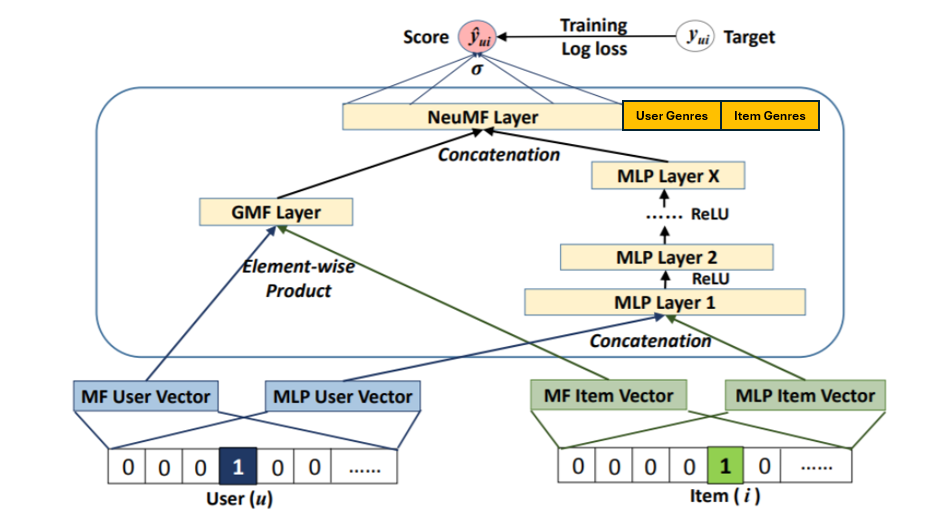 Score ŷui Training yui Target
Log loss
σ
NeuMF Layer User Genres Item Genres
Concatenation
MLP Layer X
GMF Layer
...... ReLU
Element-wise
Product
MLP Layer 2
ReLU
MLP Layer 1
Concatenation
MF User Vector MLP User Vector MF Item Vector MLP Item Vector
0 0 0 1 0 0 ...... 0 0 0 0 1 0 ......
User (u) Item ( i )